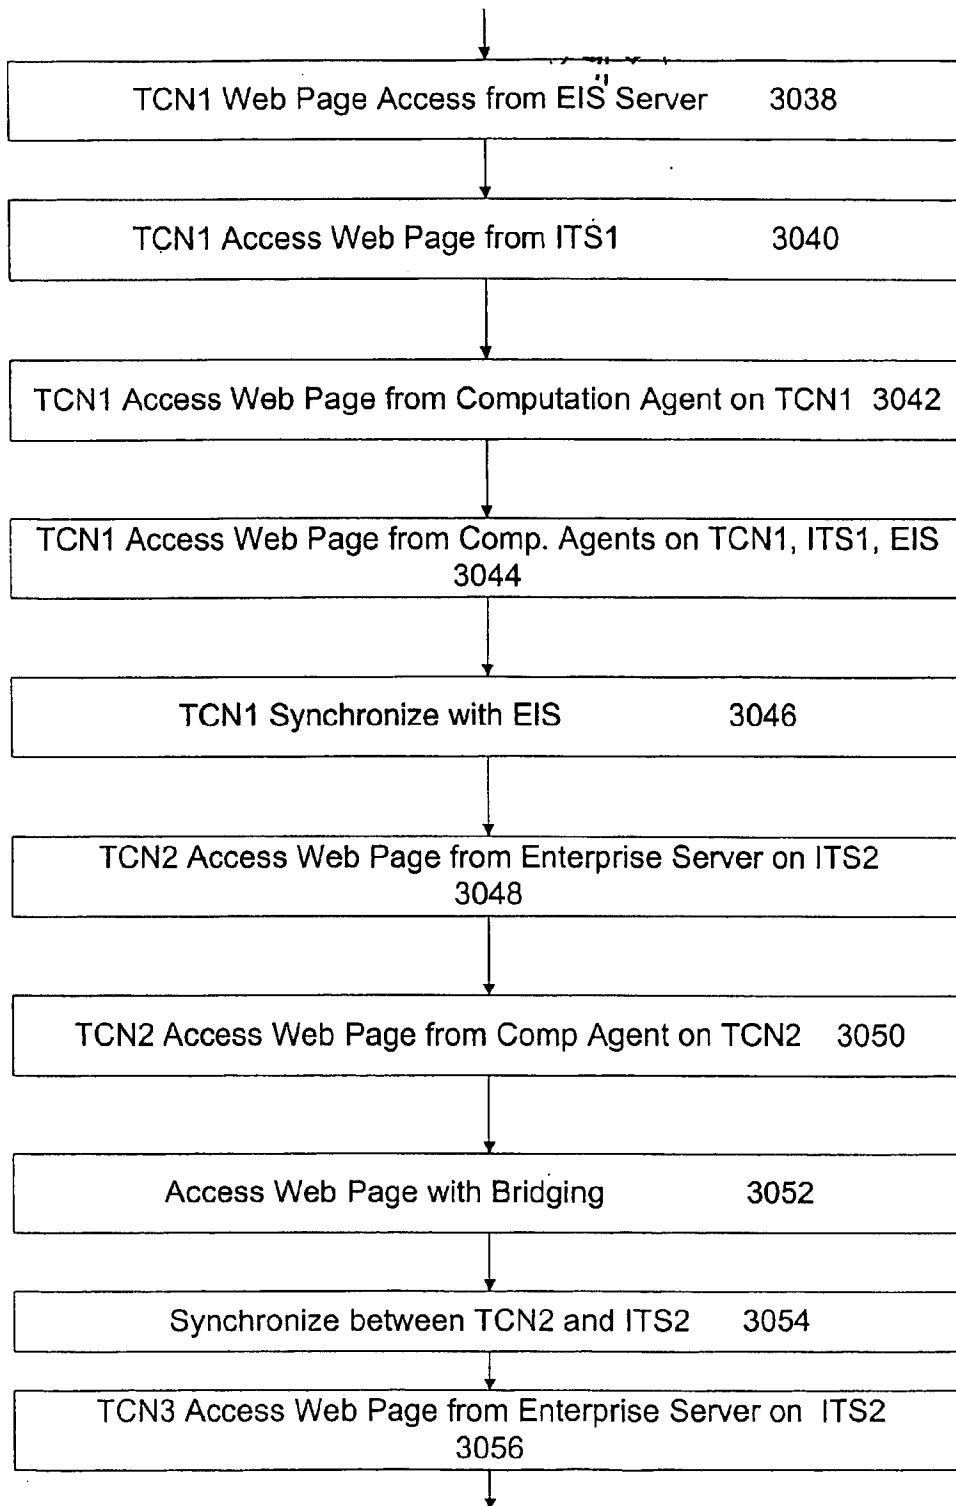 TCN1 Web Page Access from EIS Server 3038
TCN1 Access Web Page from ITS1 3040
TCN1 Access Web Page from Computation Agent on TCN1 3042
TCN1 Access Web Page from Comp. Agents on TCN1, ITS1, EIS
3044
TCN1 Synchronize with EIS 3046
TCN2 Access Web Page from Enterprise Server on ITS2
3048
TCN2 Access Web Page from Comp Agent on TCN2 3050
Access Web Page with Bridging 3052
Synchronize between TCN2 and ITS2 3054
TCN3 Access Web Page from Enterprise Server on ITS2
3056